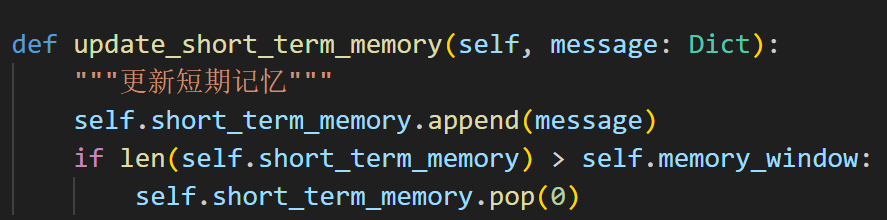 def update_short_term_memory(self, message: Dict):
"""更新短期记忆"""
self.short_term_memory.append(message)
if len(self.short_term_memory) > self.memory_window:
self.short_term_memory.pop(0)